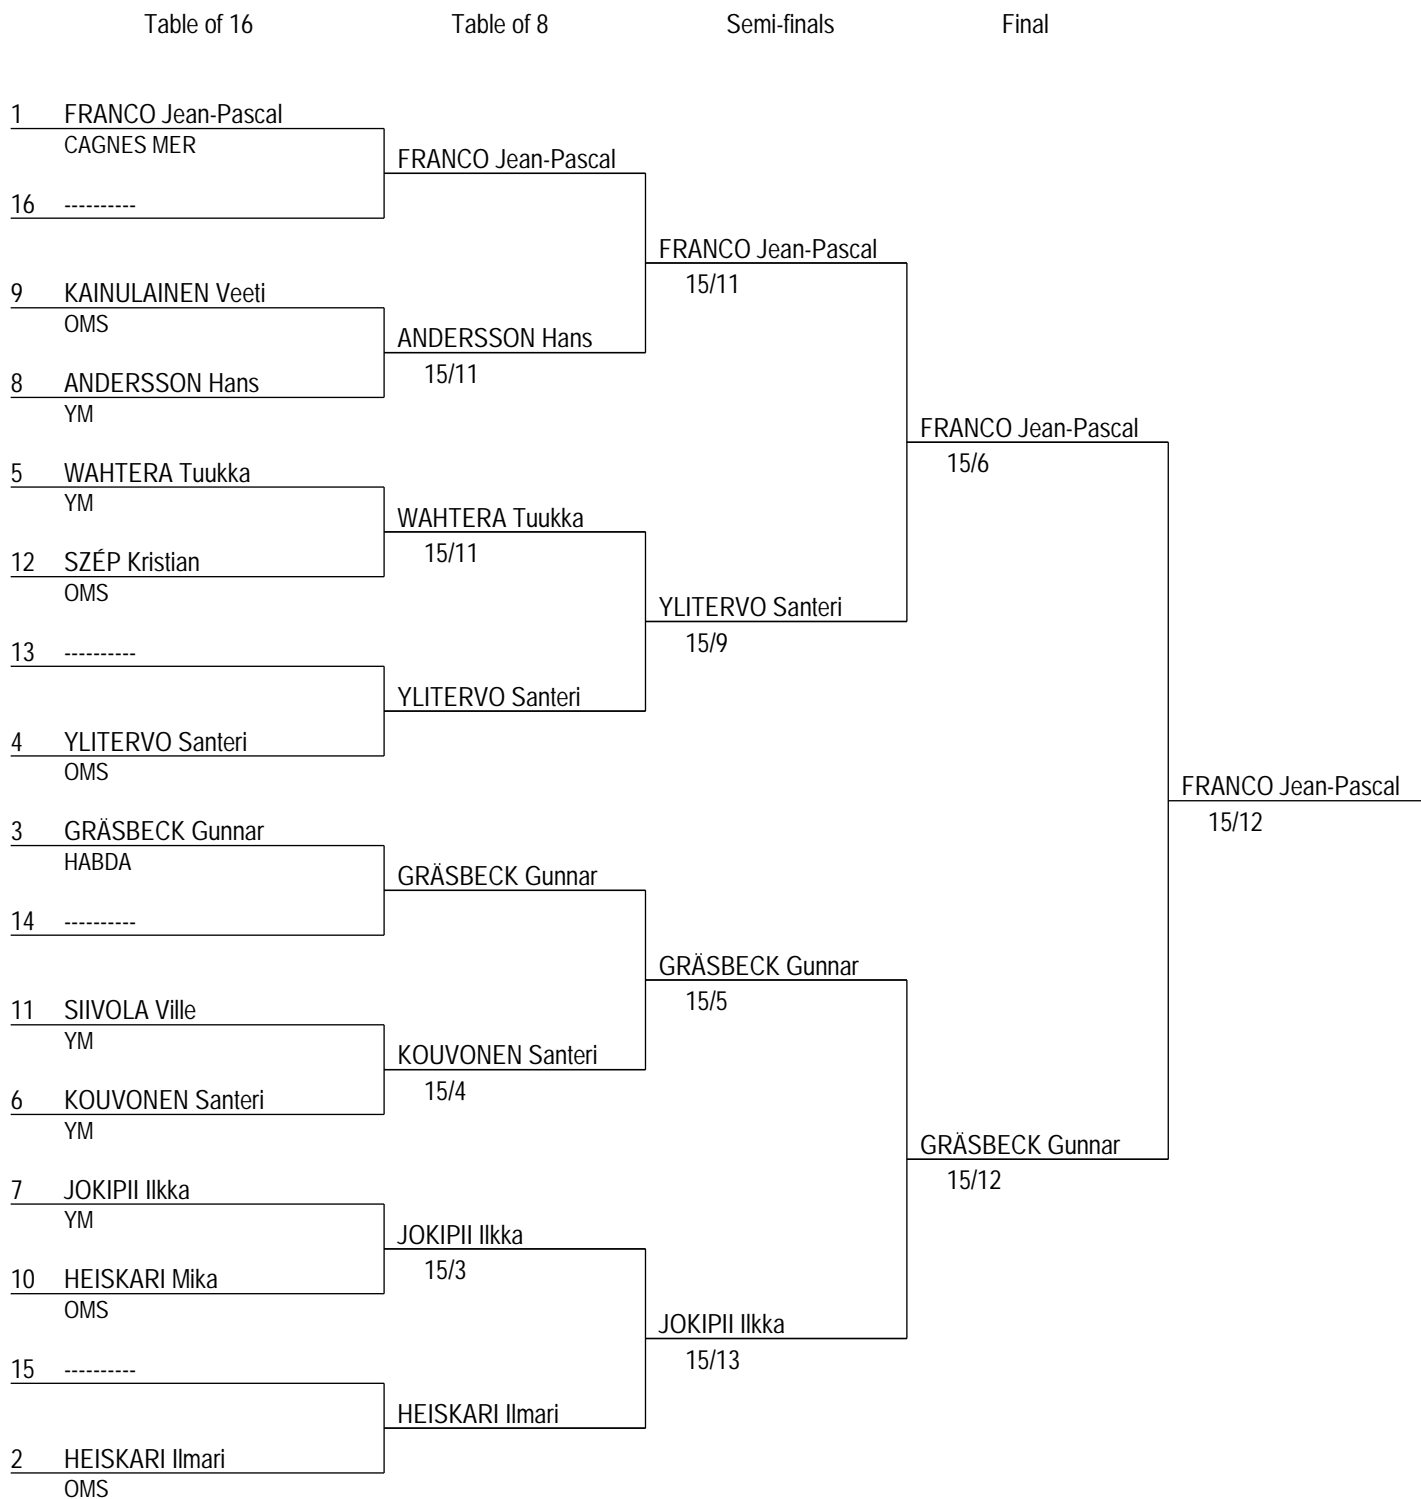 Table of 16 Table of 8 Semi-finals Final
1 FRANCO Jean-Pascal
CAGNES MER
FRANCO Jean-Pascal
16 ----------
FRANCO Jean-Pascal
15/11
9 KAINULAINEN Veeti
OMS
ANDERSSON Hans
15/11
8 ANDERSSON Hans
YM
FRANCO Jean-Pascal
15/6
5 WAHTERA Tuukka
YM
WAHTERA Tuukka
15/11
12 SZÉP Kristian
OMS
YLITERVO Santeri
15/9
13 ----------
YLITERVO Santeri
4 YLITERVO Santeri
OMS
FRANCO Jean-Pascal
15/12
3 GRÄSBECK Gunnar
HABDA
GRÄSBECK Gunnar
14 ----------
GRÄSBECK Gunnar
15/5
11 SIIVOLA Ville
YM
KOUVONEN Santeri
15/4
6 KOUVONEN Santeri
YM
GRÄSBECK Gunnar
15/12
7 JOKIPII Ilkka
YM
JOKIPII Ilkka
15/3
10 HEISKARI Mika
OMS
JOKIPII Ilkka
15/13
15 ----------
HEISKARI Ilmari
2 HEISKARI Ilmari
OMS